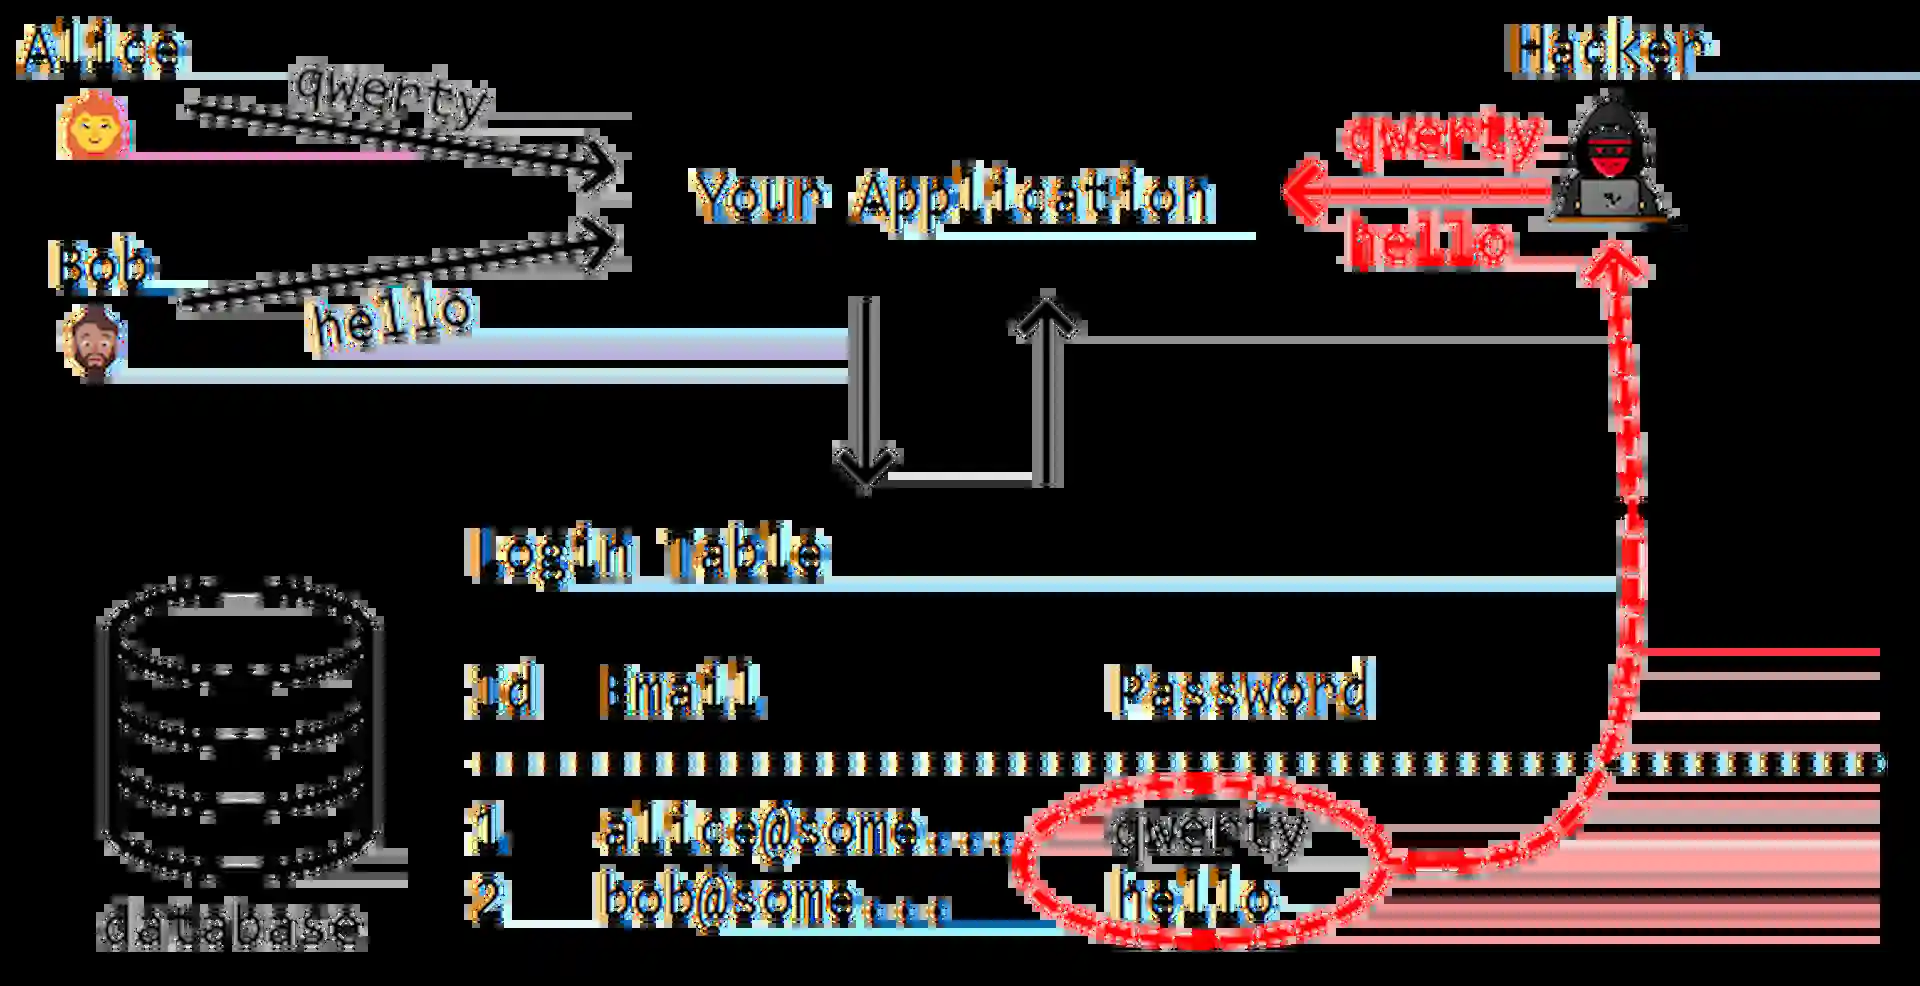 Alice
qwerty
Hacker
qwerty
Your Application
hello
Bob
hello
Login Table
Id Email Password
1 alice@some.... qwerty
2 bob@some.... hello
database